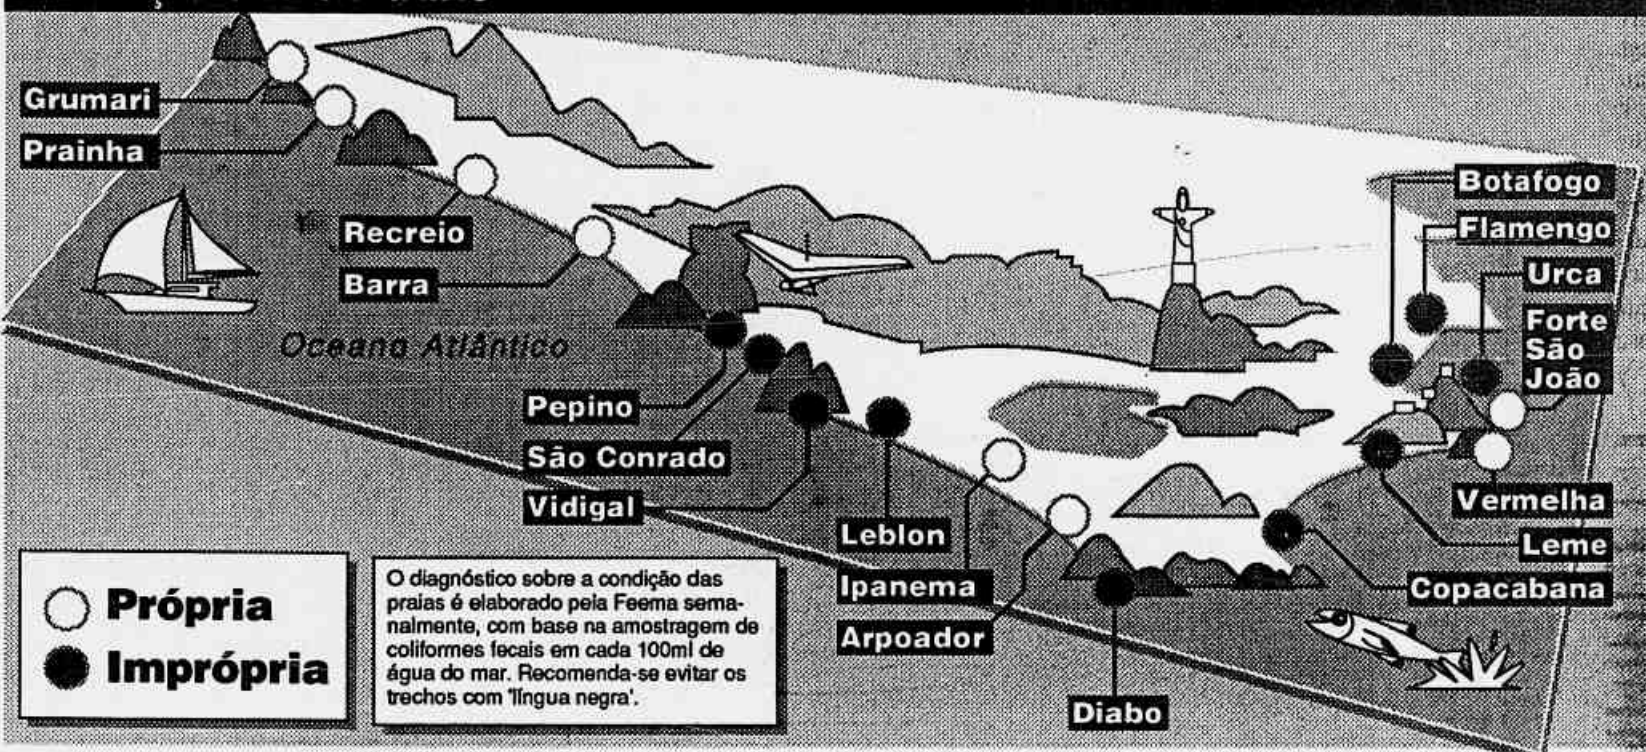 Grumari
Prainha
Recreio
Barra
Oceano Atlântico
Pepino
São Conrado
Vidigal
Leblon
Ipanema
Arpoador
Diabo
Botafogo
Flamengo
Urca
Forte
São
João
Vermelha
Leme
Copacabana
Própria
Imprópria
O diagnóstico sobre a condição das
praias é elaborado pela Feema sema-
nalmente, com base na amostragem de
coliformes fecais em cada 100ml de
água do mar. Recomenda-se evitar os
trechos com 'língua negra'.